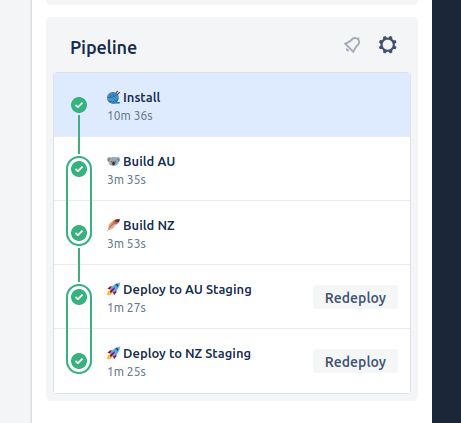 Pipeline
Install
10m 36s
Build AU
3m 35s
Build NZ
3m 53s
Deploy to AU Staging
1m 27s
Redeploy
Deploy to NZ Staging
1m 25s
Redeploy